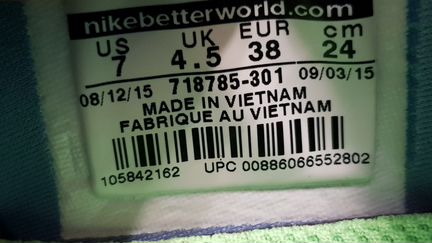 nikebetterworld.com
US UK EUR cm
7 4.5 38 24
08/12/15 718785-301 09/03/15
MADE IN VIETNAM
FABRIQUE AU VIETNAM
105842162 UPC 00886066552802